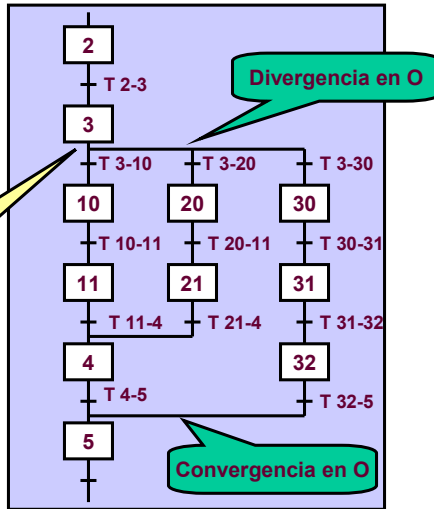 2
T 2-3
Divergencia en O
3
T 3-10
T 3-20
T 3-30
10
20
30
T 10-11
T 20-11
T 30-31
11
21
31
T 11-4
T 21-4
T 31-32
4
32
T 4-5
T 32-5
5
Convergencia en O